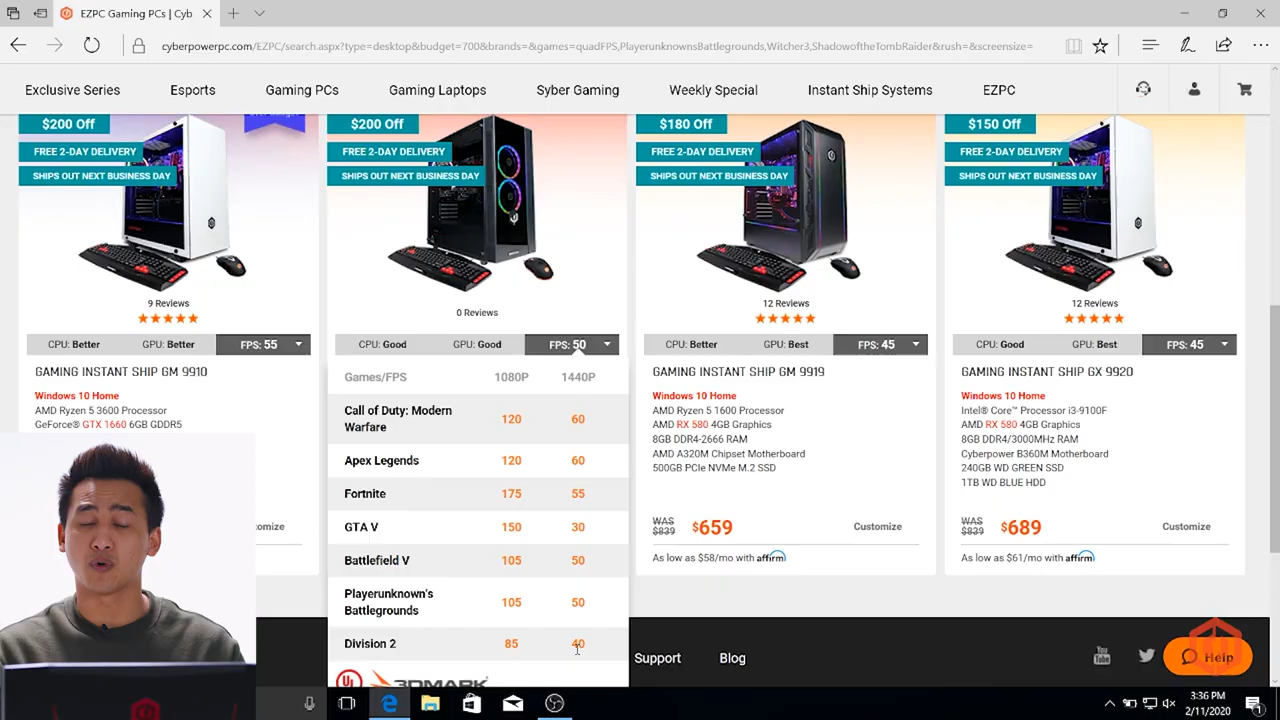 EZPC Gaming PCs | Cyb
cyberpowerpc.com/EZPC/search.aspx?type=desktop&budget=700&brands=&games=quadFPS,PlayerunknownsBattlegrounds,Witcher3,ShadowoftheTombRaider&rush=&screensize=
Exclusive Series
Esports
Gaming PCs
Gaming Laptops
Syber Gaming
Weekly Special
Instant Ship Systems
EZPC
$200 Off
FREE 2-DAY DELIVERY
SHIPS OUT NEXT BUSINESS DAY
9 Reviews
CPU: Better
GPU: Better
FPS: 55
GAMING INSTANT SHIP GM 9910
Windows 10 Home
AMD Ryzen 5 3600 Processor
GeForce® GTX 1660 6GB GDDR5
$200 Off
FREE 2-DAY DELIVERY
SHIPS OUT NEXT BUSINESS DAY
0 Reviews
CPU: Good
GPU: Good
FPS: 50
Games/FPS 1080P 1440P
Call of Duty: Modern
Warfare 120 60
Apex Legends 120 60
Fortnite 175 55
GTA V 150 30
Battlefield V 105 50
Playerunknown's
Battlegrounds 105 50
Division 2 85 40
UL 3DMARK
$180 Off
FREE 2-DAY DELIVERY
SHIPS OUT NEXT BUSINESS DAY
12 Reviews
CPU: Better
GPU: Best
FPS: 45
GAMING INSTANT SHIP GM 9919
Windows 10 Home
AMD Ryzen 5 1600 Processor
AMD RX 580 4GB Graphics
8GB DDR4-2666 RAM
AMD A320M Chipset Motherboard
500GB PCIe NVMe M.2 SSD
WAS
$839
$659
Customize
As low as $58/mo with affirm
$150 Off
FREE 2-DAY DELIVERY
SHIPS OUT NEXT BUSINESS DAY
12 Reviews
CPU: Good
GPU: Best
FPS: 45
GAMING INSTANT SHIP GX 9920
Windows 10 Home
Intel® Core™ Processor i3-9100F
AMD RX 580 4GB Graphics
8GB DDR4/3000MHz RAM
Cyberpower B360M Motherboard
240GB WD GREEN SSD
1TB WD BLUE HDD
WAS
$839
$689
Customize
As low as $61/mo with affirm
Support
Blog
You Tube
Help
3:36 PM
2/11/2020